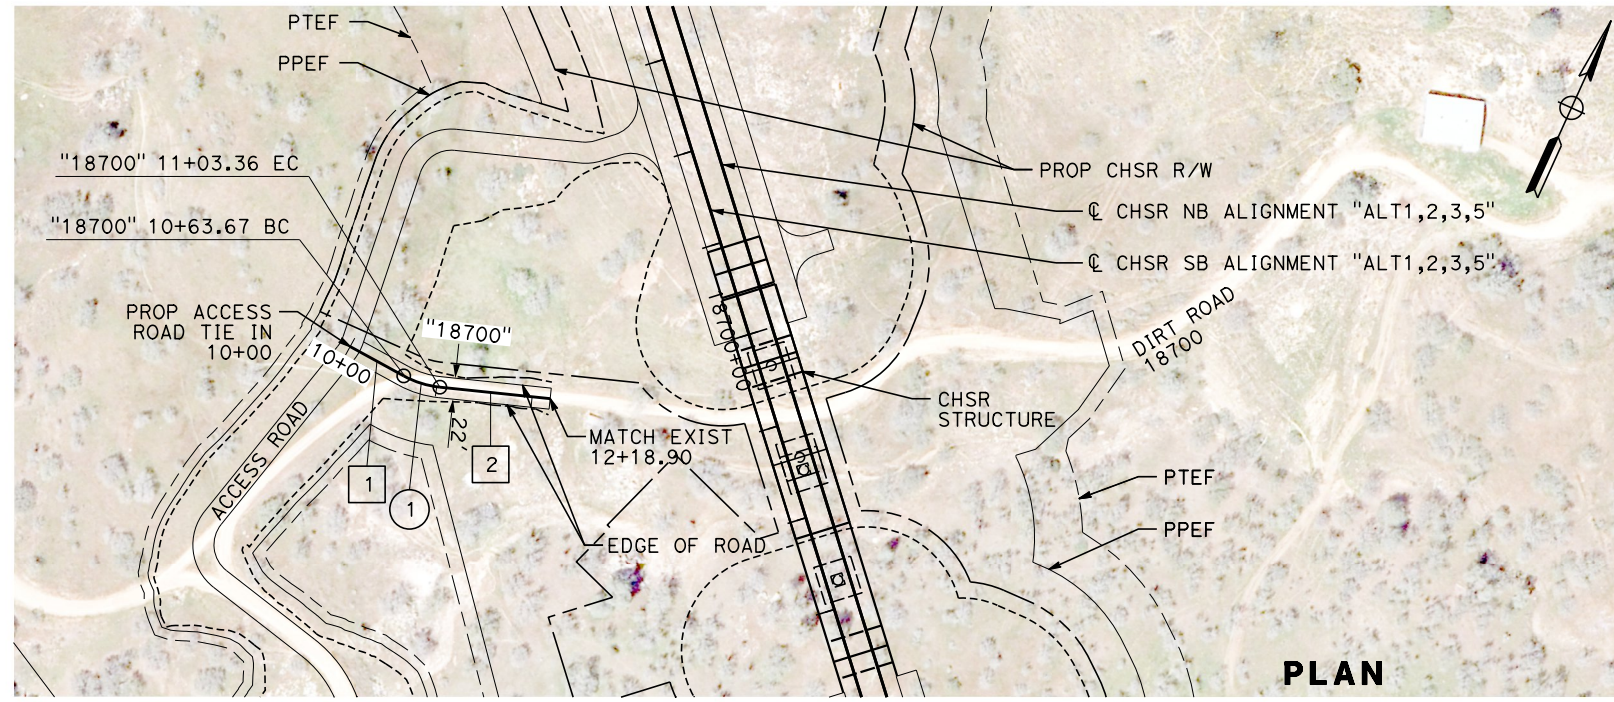 PTEF
PPEF
"18700" 11+03.36 EC
"18700" 10+63.67 BC
PROP ACCESS
ROAD TIE IN
10+00
10+00
"18700"
22'
ACCESS ROAD
1
1
2
MATCH EXIST
12+18.90
EDGE OF ROAD
18700+00
PROP CHSR R/W
℄ CHSR NB ALIGNMENT "ALT1,2,3,5"
℄ CHSR SB ALIGNMENT "ALT1,2,3,5"
DIRT ROAD
18700
CHSR
STRUCTURE
PTEF
PPEF
PLAN